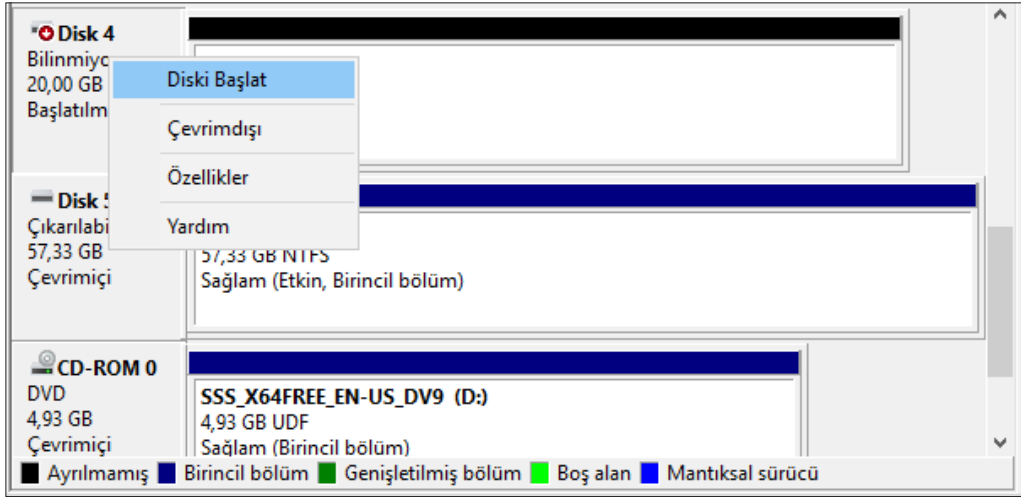 Disk 4
Bilinmiyo
20,00 GB
Başlatılm
Diski Başlat
Çevrimdışı
Özellikler
Yardım
Disk 5
Çıkarılabi
57,33 GB
Çevrimiçi
57,33 GB NTFS
Sağlam (Etkin, Birincil bölüm)
CD-ROM 0
DVD
4,93 GB
Çevrimiçi
SSS_X64FREE_EN-US_DV9 (D:)
4,93 GB UDF
Sağlam (Birincil bölüm)
Ayrılmamış Birincil bölüm Genişletilmiş bölüm Boş alan Mantıksal sürücü